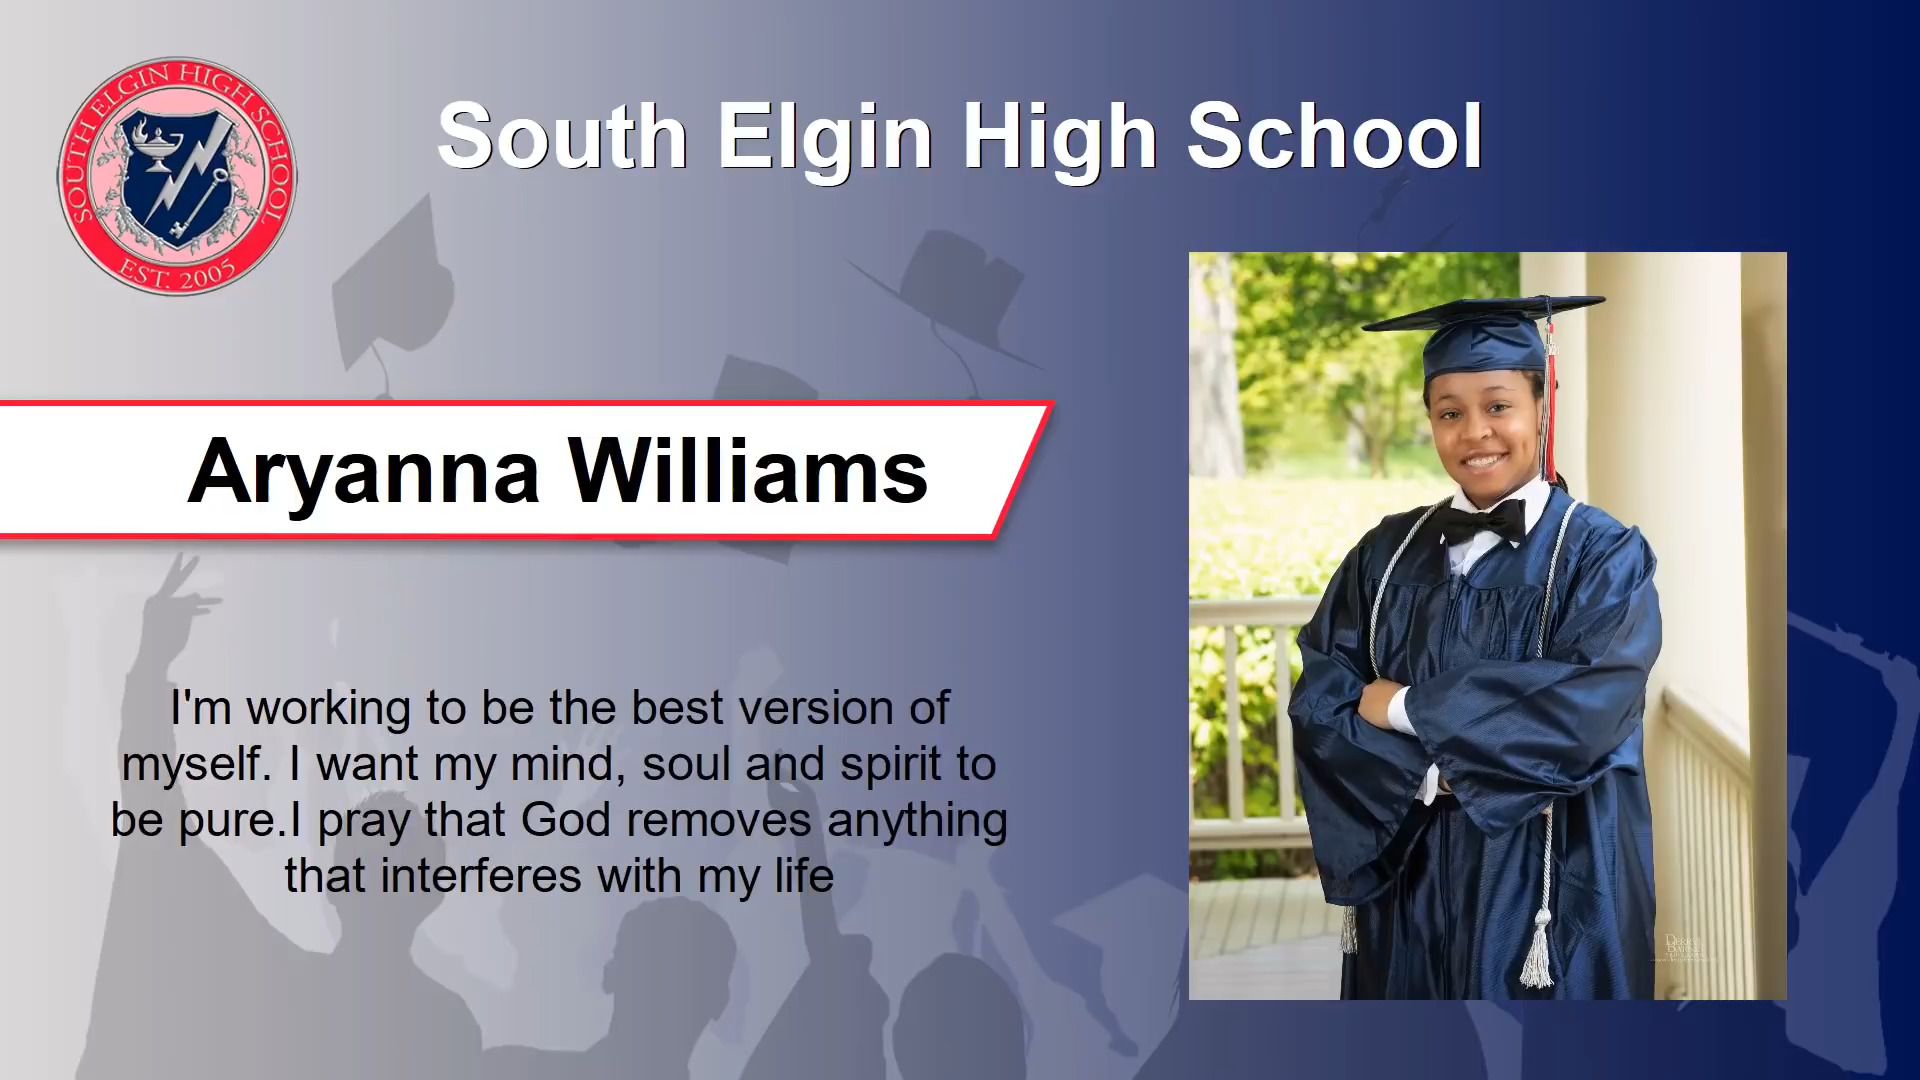 SOUTH ELGIN HIGH SCHOOL
EST. 2005
South Elgin High School
Aryanna Williams
I'm working to be the best version of
myself. I want my mind, soul and spirit to
be pure.I pray that God removes anything
that interferes with my life